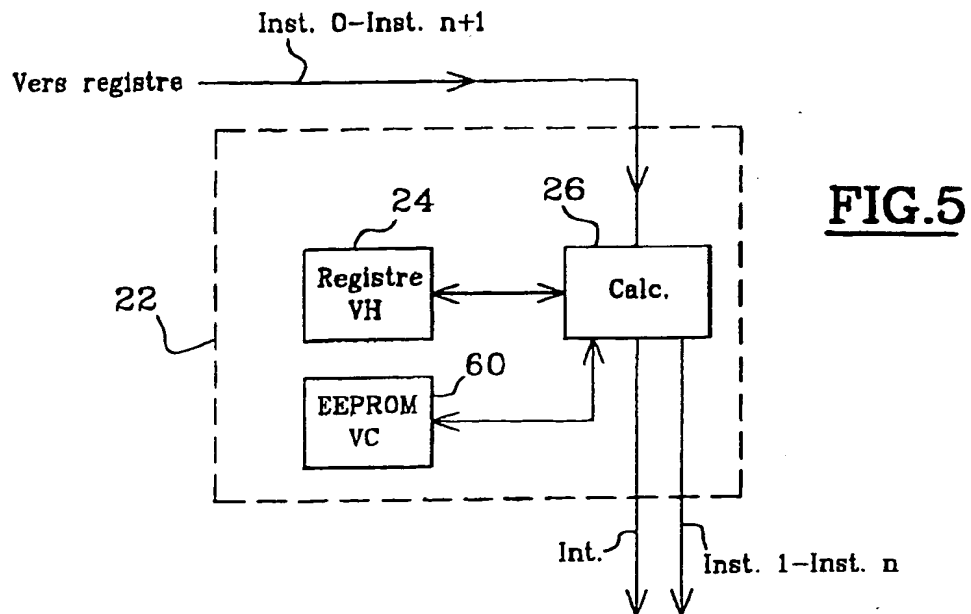 Inst. 0-Inst. n+1
Vers registre
FIG.5
24
26
Registre
VH
Calc.
22
60
EEPROM
VC
Int.
Inst. 1-Inst. n